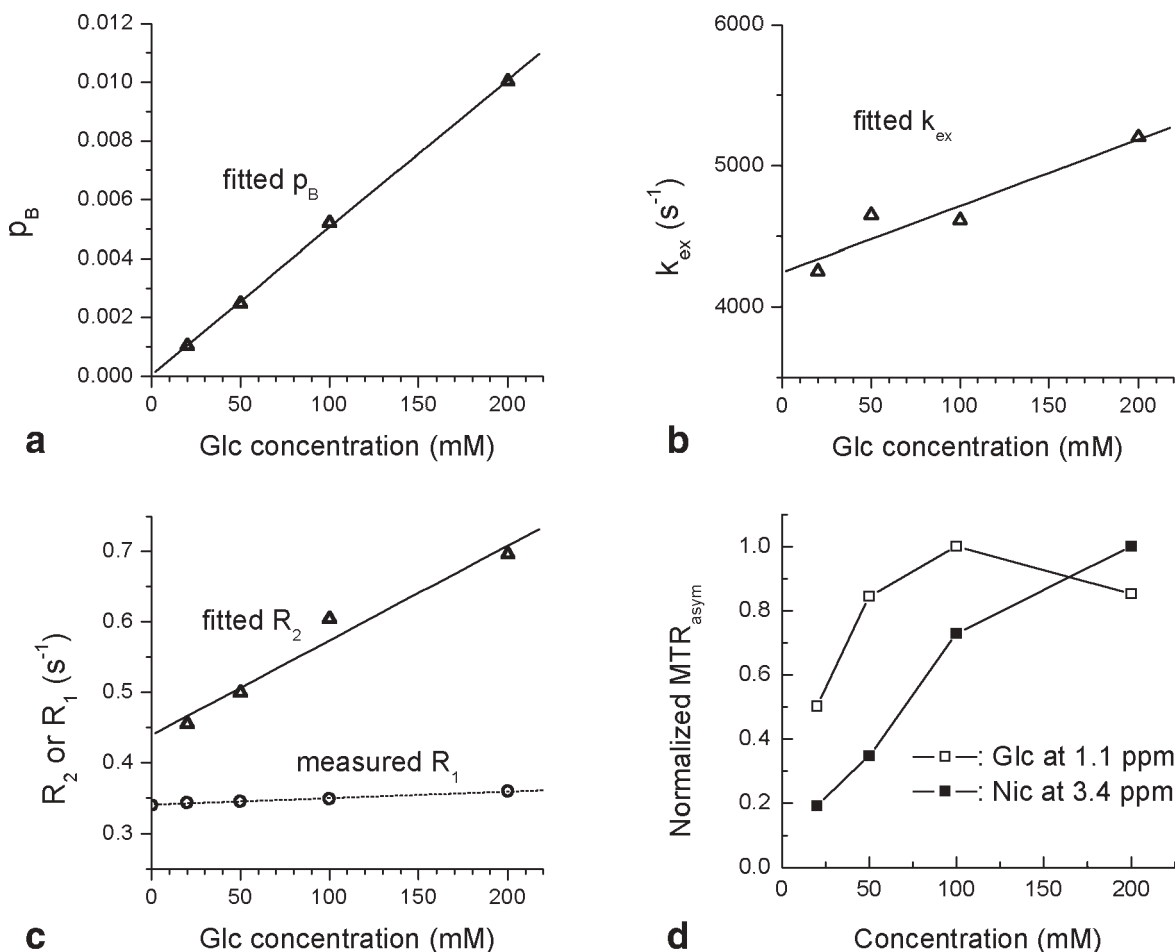 0.012
0.010
0.008
0.006
0.004
0.002
0.000
p_B
fitted p_B
0 50 100 150 200
Glc concentration (mM)
a
6000
5000
4000
k_ex (s⁻¹)
fitted k_ex
0 50 100 150 200
Glc concentration (mM)
b
0.7
0.6
0.5
0.4
0.3
R₂ or R₁ (s⁻¹)
fitted R₂
measured R₁
0 50 100 150 200
Glc concentration (mM)
c
1.0
0.8
0.6
0.4
0.2
0.0
Normalized MTR_asym
—□—: Glc at 1.1 ppm
—■—: Nic at 3.4 ppm
0 50 100 150 200
Concentration (mM)
d